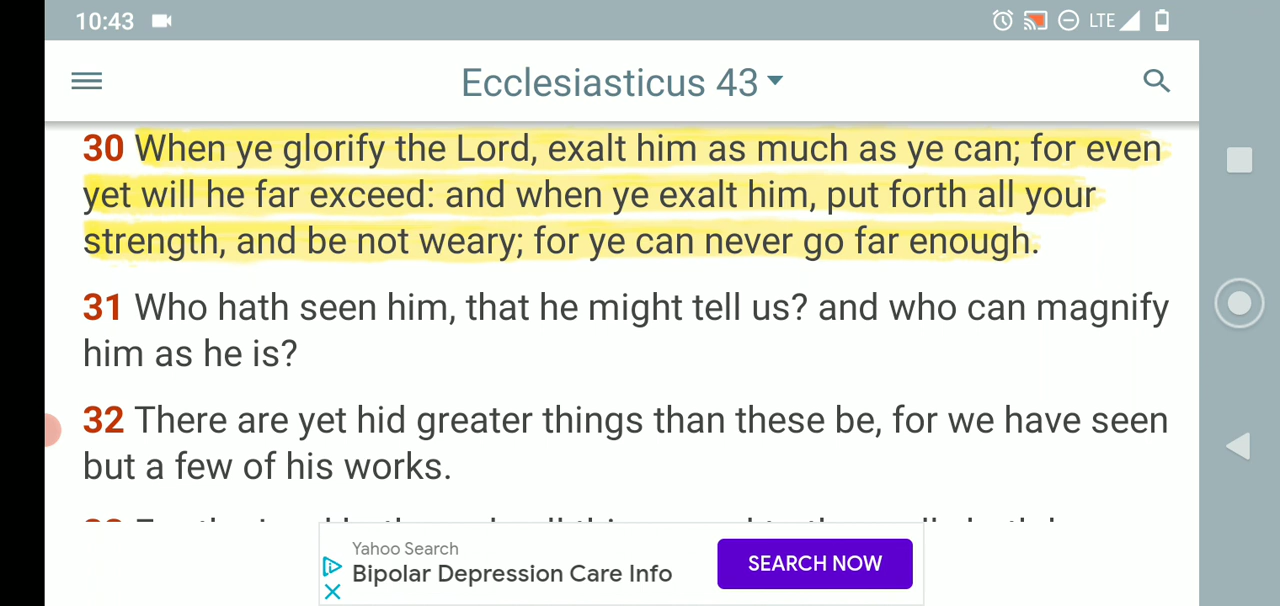 10:43
LTE
Ecclesiasticus 43
30 When ye glorify the Lord, exalt him as much as ye can; for even
yet will he far exceed: and when ye exalt him, put forth all your
strength, and be not weary; for ye can never go far enough.
31 Who hath seen him, that he might tell us? and who can magnify
him as he is?
32 There are yet hid greater things than these be, for we have seen
but a few of his works.
Yahoo Search
Bipolar Depression Care Info
SEARCH NOW